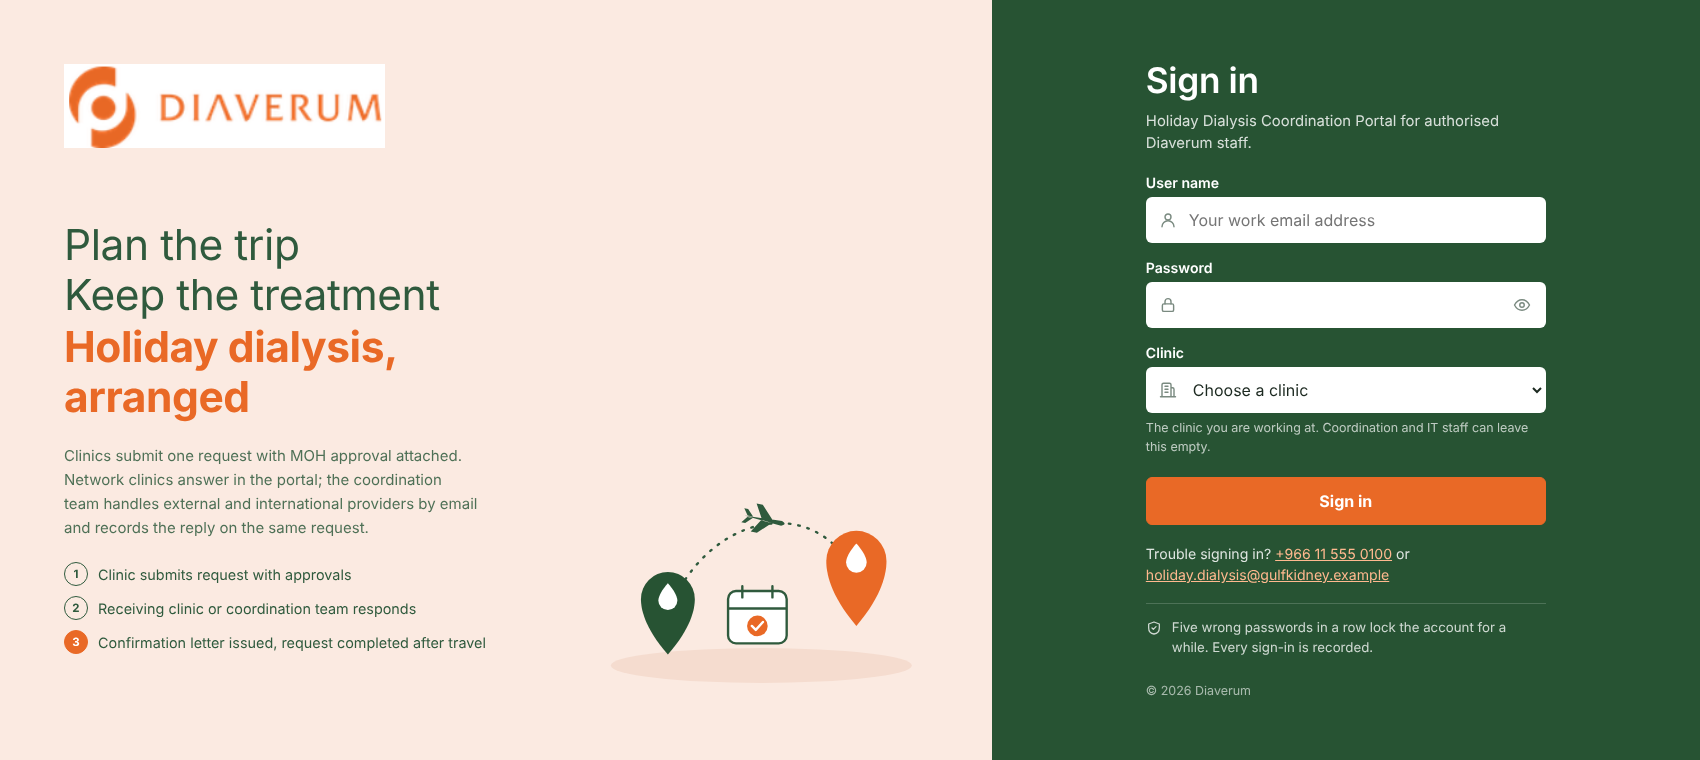 DIAVERUM
Plan the trip
Keep the treatment
Holiday dialysis,
arranged
Clinics submit one request with MOH approval attached.
Network clinics answer in the portal; the coordination
team handles external and international providers by email
and records the reply on the same request.
1 Clinic submits request with approvals
2 Receiving clinic or coordination team responds
3 Confirmation letter issued, request completed after travel
Sign in
Holiday Dialysis Coordination Portal for authorised
Diaverum staff.
User name
Your work email address
Password
Clinic
Choose a clinic
The clinic you are working at. Coordination and IT staff can leave
this empty.
Sign in
Trouble signing in? +966 11 555 0100 or
holiday.dialysis@gulfkidney.example
Five wrong passwords in a row lock the account for a
while. Every sign-in is recorded.
© 2026 Diaverum